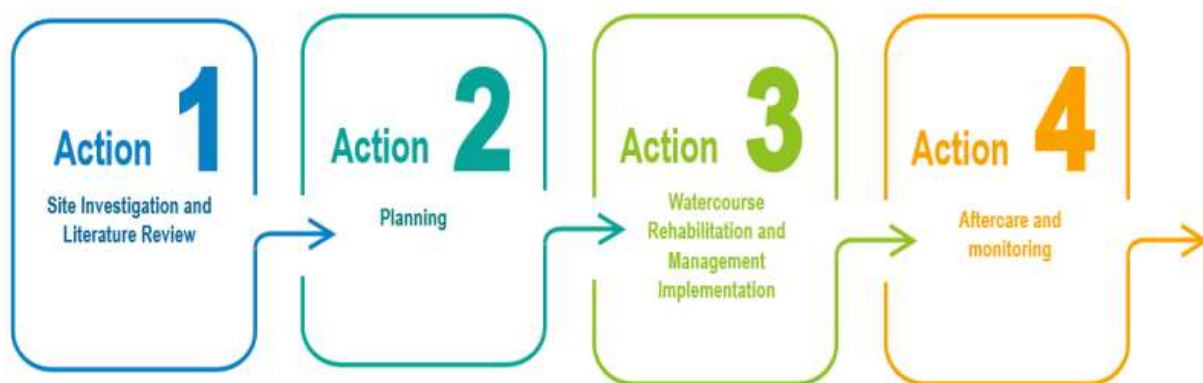 Action 1
Site Investigation and
Literature Review
Action 2
Planning
Action 3
Watercourse
Rehabilitation and
Management
Implementation
Action 4
Aftercare and
monitoring